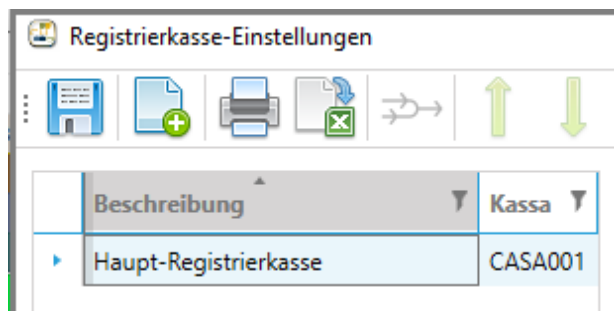 Registrierkasse-Einstellungen
Beschreibung Kassa
Haupt-Registrierkasse CASA001